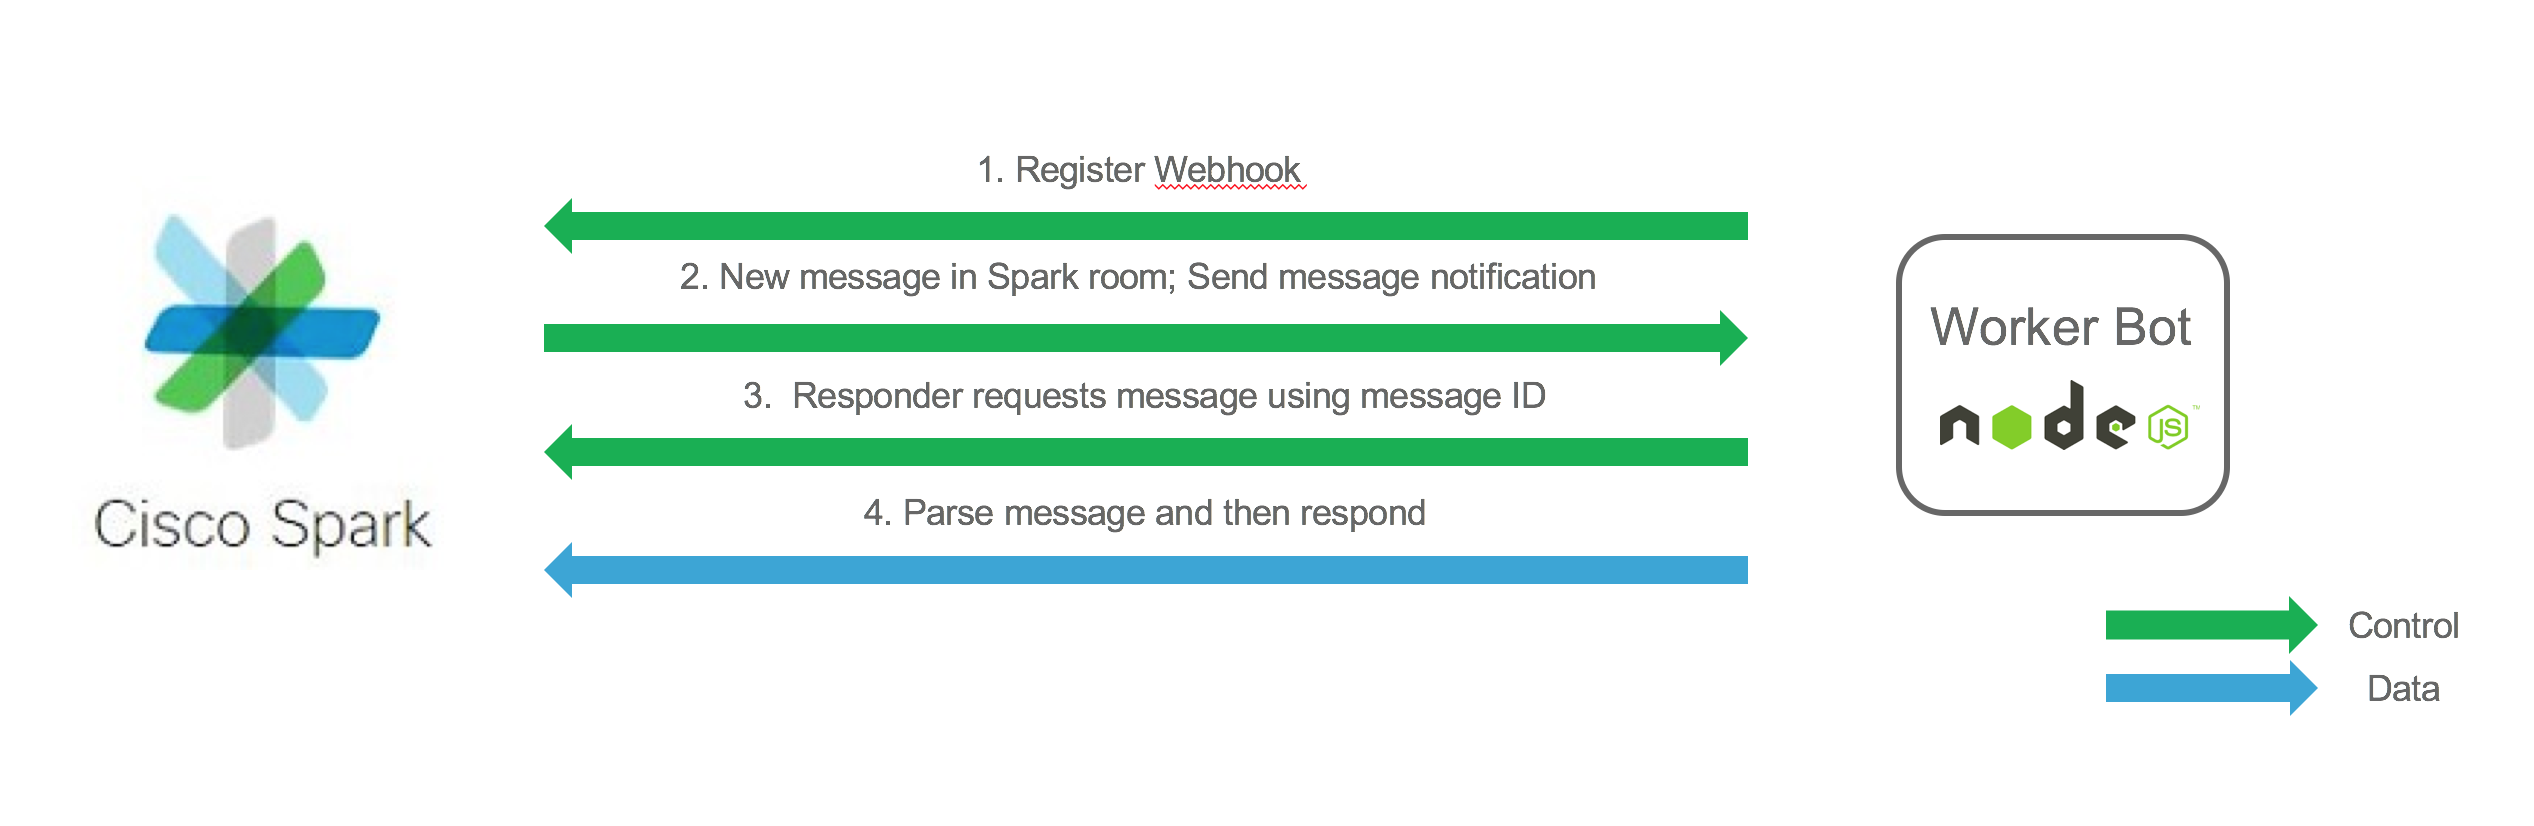 1. Register Webhook
2. New message in Spark room; Send message notification
3. Responder requests message using message ID
4. Parse message and then respond
Cisco Spark
Worker Bot
node JS™
Control
Data